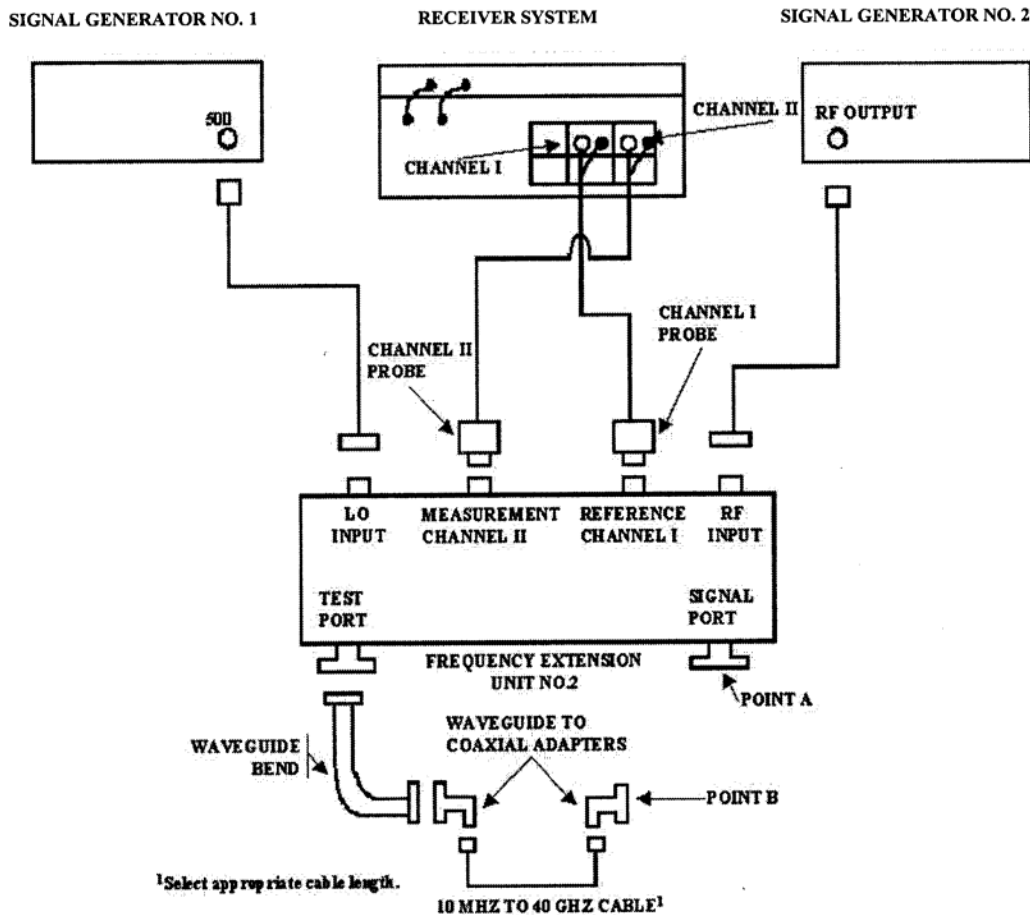 SIGNAL GENERATOR NO. 1
RECEIVER SYSTEM
SIGNAL GENERATOR NO. 2
50Ω
CHANNEL I
CHANNEL II
RF OUTPUT
CHANNEL II
PROBE
CHANNEL I
PROBE
LO
INPUT
MEASUREMENT
CHANNEL II
REFERENCE
CHANNEL I
RF
INPUT
TEST
PORT
SIGNAL
PORT
FREQUENCY EXTENSION
UNIT NO.2
POINT A
WAVEGUIDE
BEND
WAVEGUIDE TO
COAXIAL ADAPTERS
POINT B
¹Select appropriate cable length.
10 MHZ TO 40 GHZ CABLE¹